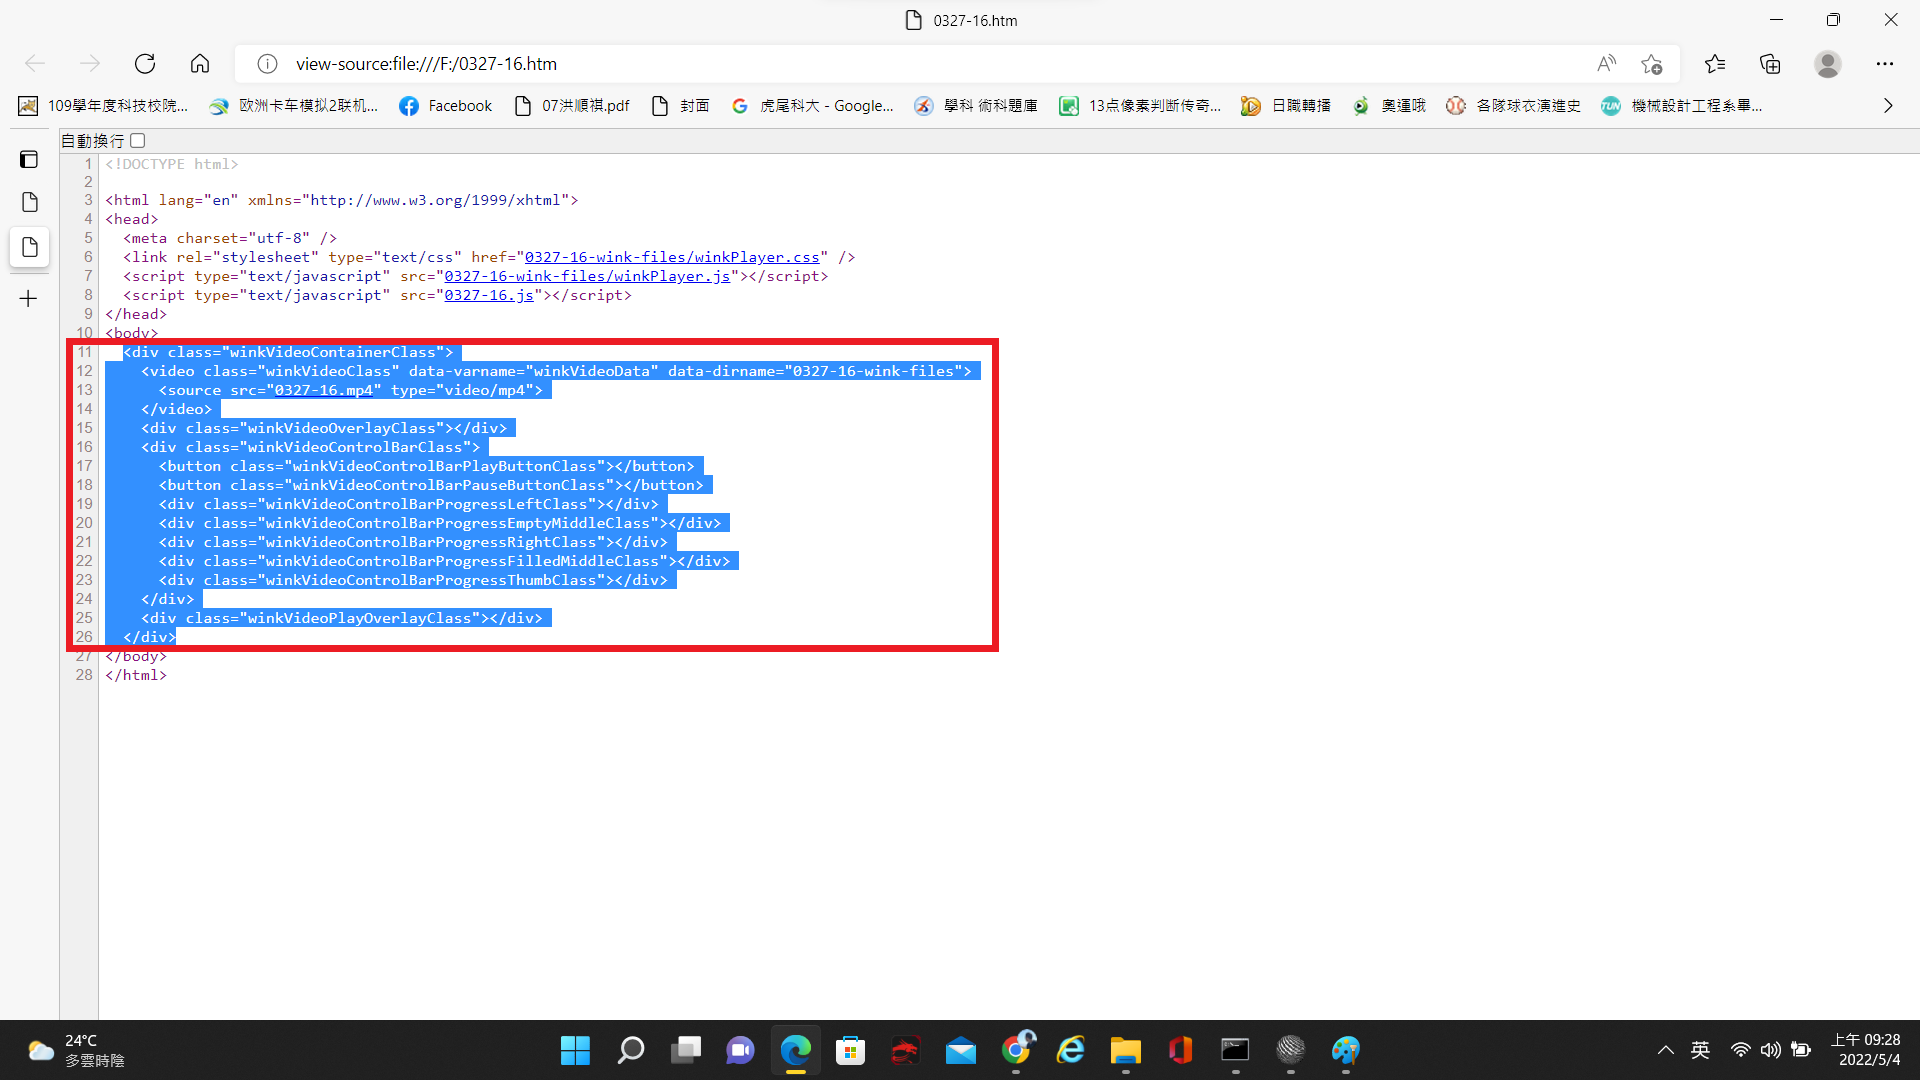 0327-16.htm
view-source:file:///F:/0327-16.htm
109學年度科技校院...
欧洲卡车模拟2联机...
Facebook
07洪順祺.pdf
封面
虎尾科大 - Google...
學科 術科題庫
13点像素判断传奇...
日職轉播
奧運哦
各隊球衣演進史
TUN
機械設計工程系畢...
自動換行
1 <!DOCTYPE html>
2
3 <html lang="en" xmlns="http://www.w3.org/1999/xhtml">
4 <head>
5 <meta charset="utf-8" />
6 <link rel="stylesheet" type="text/css" href="0327-16-wink-files/winkPlayer.css" />
7 <script type="text/javascript" src="0327-16-wink-files/winkPlayer.js"></script>
8 <script type="text/javascript" src="0327-16.js"></script>
9 </head>
10 <body>
11 <div class="winkVideoContainerClass">
12 <video class="winkVideoClass" data-varname="winkVideoData" data-dirname="0327-16-wink-files">
13 <source src="0327-16.mp4" type="video/mp4">
14 </video>
15 <div class="winkVideoOverlayClass"></div>
16 <div class="winkVideoControlBarClass">
17 <button class="winkVideoControlBarPlayButtonClass"></button>
18 <button class="winkVideoControlBarPauseButtonClass"></button>
19 <div class="winkVideoControlBarProgressLeftClass"></div>
20 <div class="winkVideoControlBarProgressEmptyMiddleClass"></div>
21 <div class="winkVideoControlBarProgressRightClass"></div>
22 <div class="winkVideoControlBarProgressFilledMiddleClass"></div>
23 <div class="winkVideoControlBarProgressThumbClass"></div>
24 </div>
25 <div class="winkVideoPlayOverlayClass"></div>
26 </div>
27 </body>
28 </html>
24°C
多雲時陰
英
上午 09:28
2022/5/4